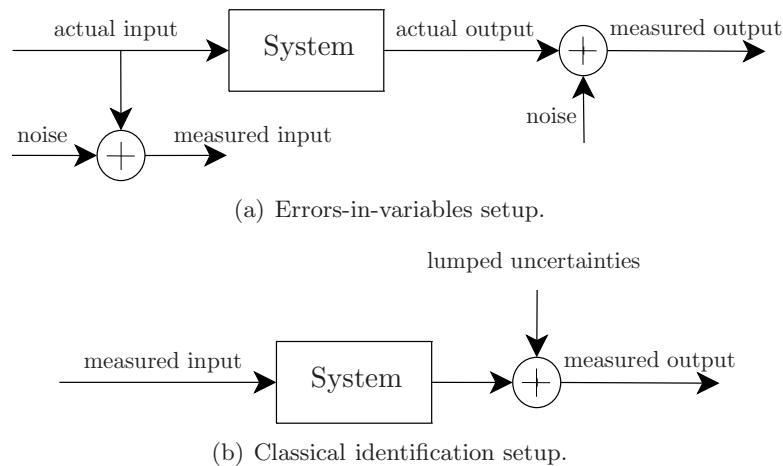 actual input
System
actual output
measured output
noise
measured input
noise
(a) Errors-in-variables setup.
lumped uncertainties
measured input
System
measured output
(b) Classical identification setup.